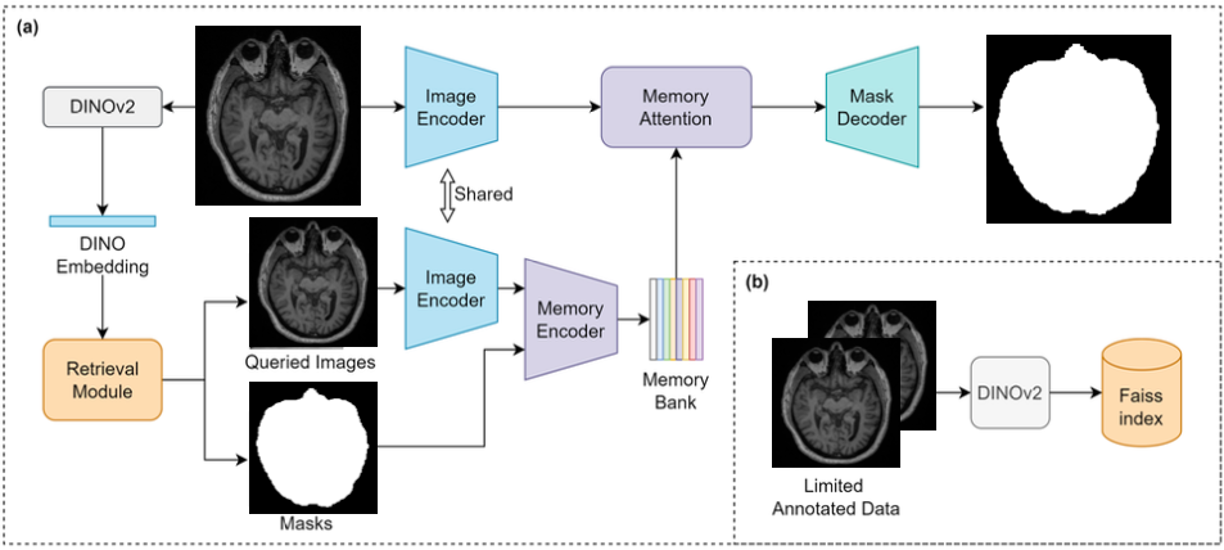 (a)
DINOv2
Image
Encoder
Memory
Attention
Mask
Decoder
Shared
DINO
Embedding
Image
Encoder
Memory
Encoder
Retrieval
Module
Queried Images
Masks
Memory
Bank
(b)
DINOv2
Faiss
index
Limited
Annotated Data